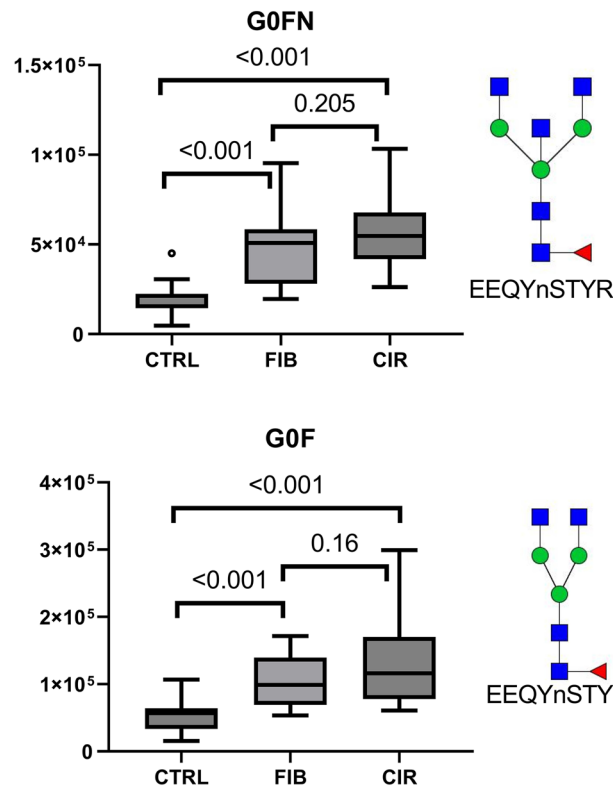 G0FN
<0.001
1.5×10⁵
0.205
1×10⁵
<0.001
5×10⁴
0
CTRL FIB CIR
EEQYnSTYR
G0F
4×10⁵
<0.001
3×10⁵
0.16
<0.001
2×10⁵
1×10⁵
0
CTRL FIB CIR
EEQYnSTY